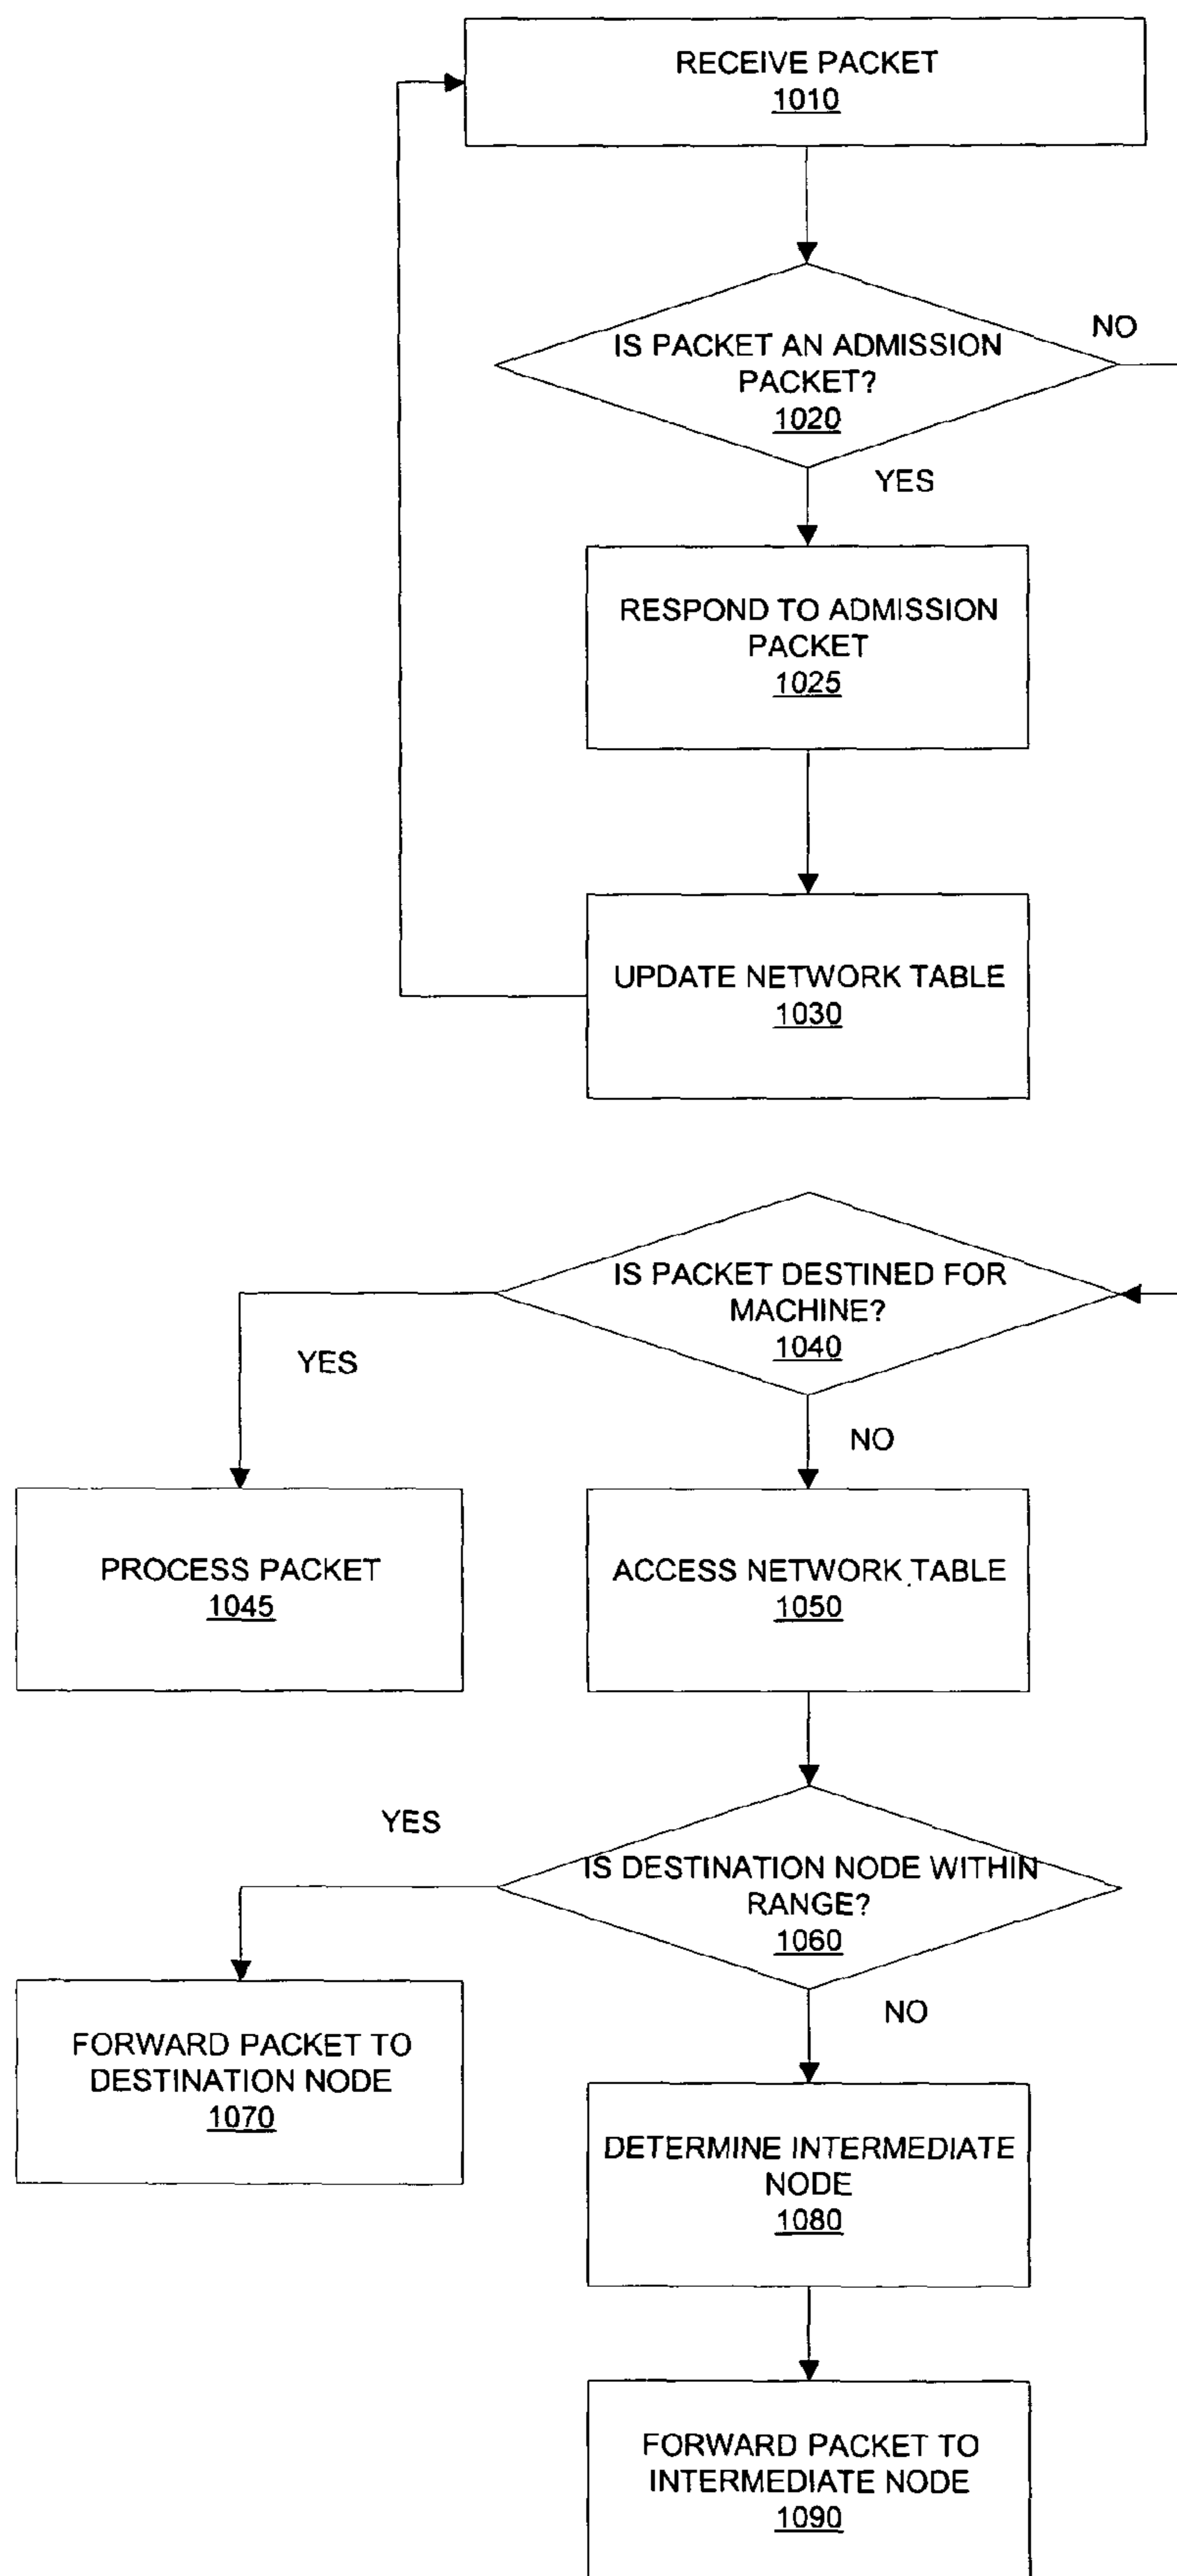 RECEIVE PACKET
1010
IS PACKET AN ADMISSION
PACKET?
1020
NO
YES
RESPOND TO ADMISSION
PACKET
1025
UPDATE NETWORK TABLE
1030
IS PACKET DESTINED FOR
MACHINE?
1040
YES
NO
PROCESS PACKET
1045
ACCESS NETWORK TABLE
1050
YES
IS DESTINATION NODE WITHIN
RANGE?
1060
NO
FORWARD PACKET TO
DESTINATION NODE
1070
DETERMINE INTERMEDIATE
NODE
1080
FORWARD PACKET TO
INTERMEDIATE NODE
1090